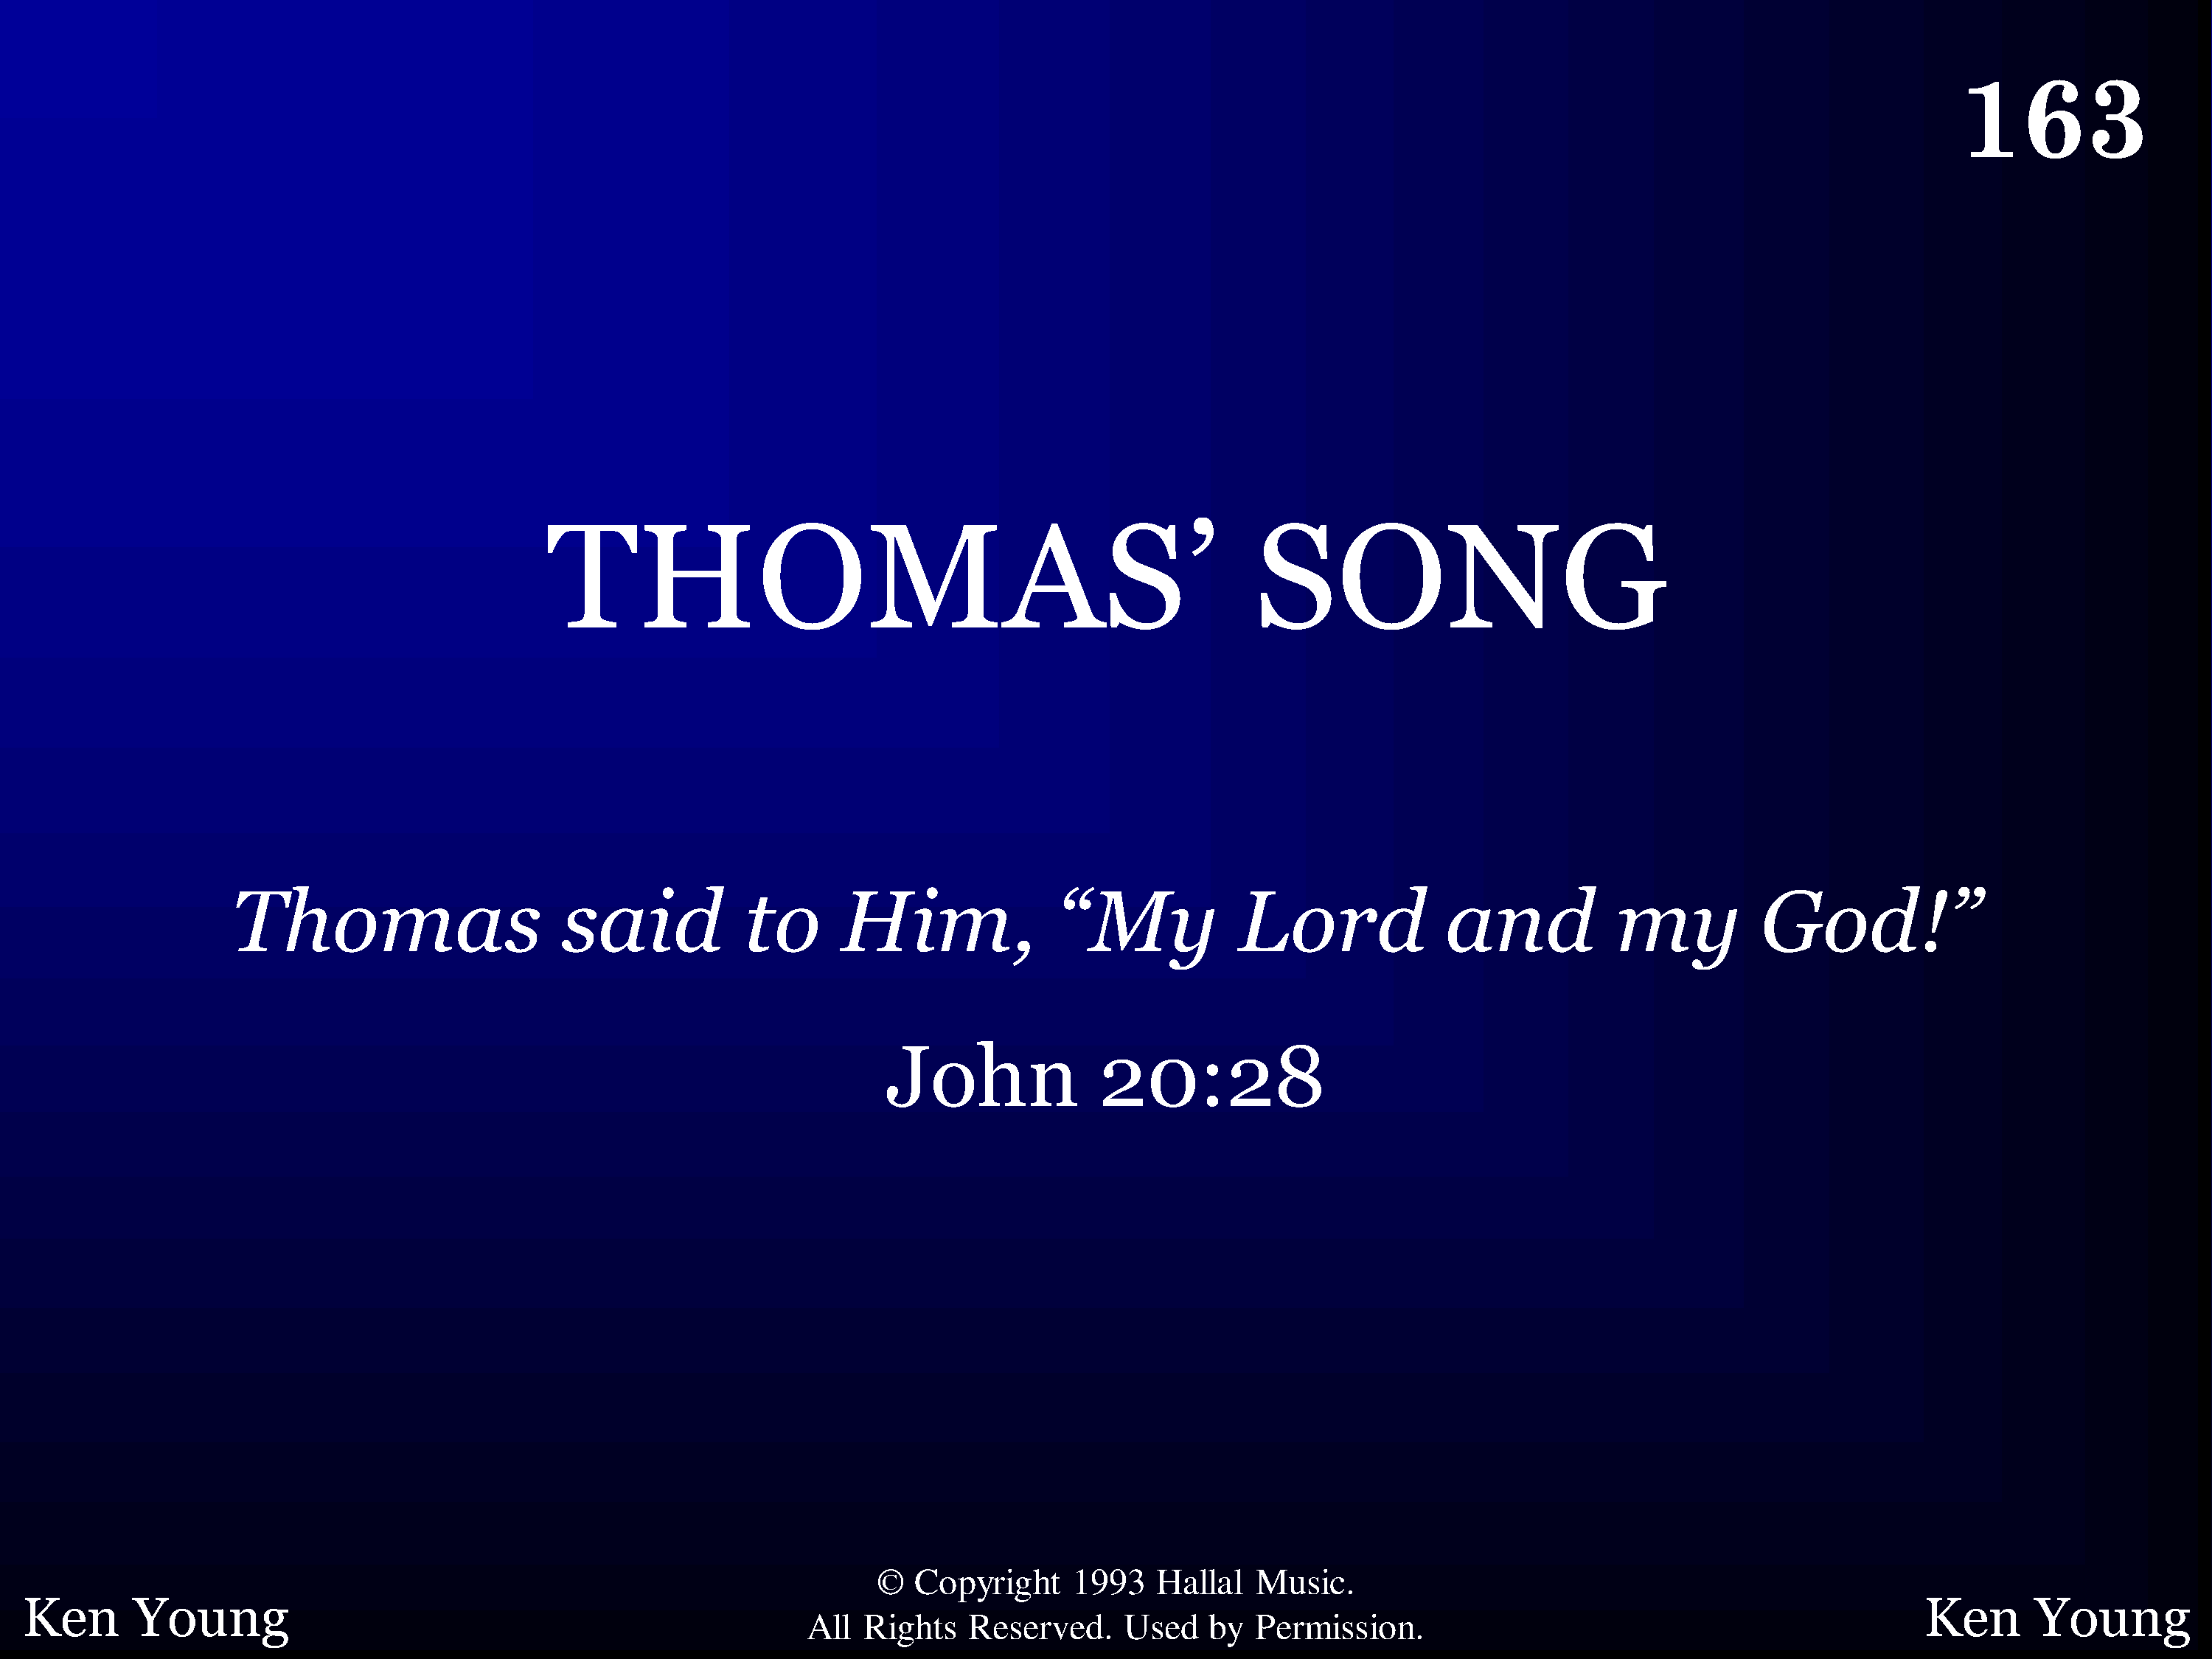 163
THOMAS’ SONG
Thomas said to Him, “My Lord and my God!”
John 20:28
© Copyright 1993 Hallal Music.
All Rights Reserved. Used by Permission.
Ken Young
Ken Young